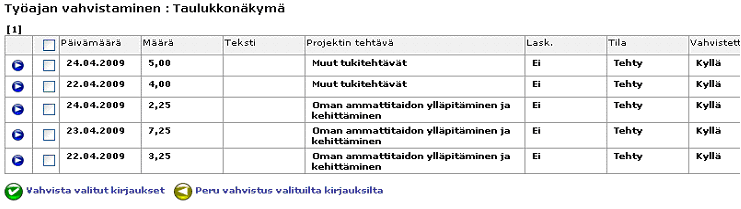 Työajan vahvistaminen : Taulukkonäkymä
[1]
Päivämäärä Määrä Teksti Projektin tehtävä Lask. Tila Vahvistett
24.04.2009 5,00 Muut tukitehtävät Ei Tehty Kyllä
22.04.2009 4,00 Muut tukitehtävät Ei Tehty Kyllä
24.04.2009 2,25 Oman ammattitaidon ylläpitäminen ja Ei Tehty Kyllä
kehittäminen
23.04.2009 7,25 Oman ammattitaidon ylläpitäminen ja Ei Tehty Kyllä
kehittäminen
22.04.2009 3,25 Oman ammattitaidon ylläpitäminen ja Ei Tehty Kyllä
kehittäminen
Vahvista valitut kirjaukset Peru vahvistus valituilta kirjauksilta